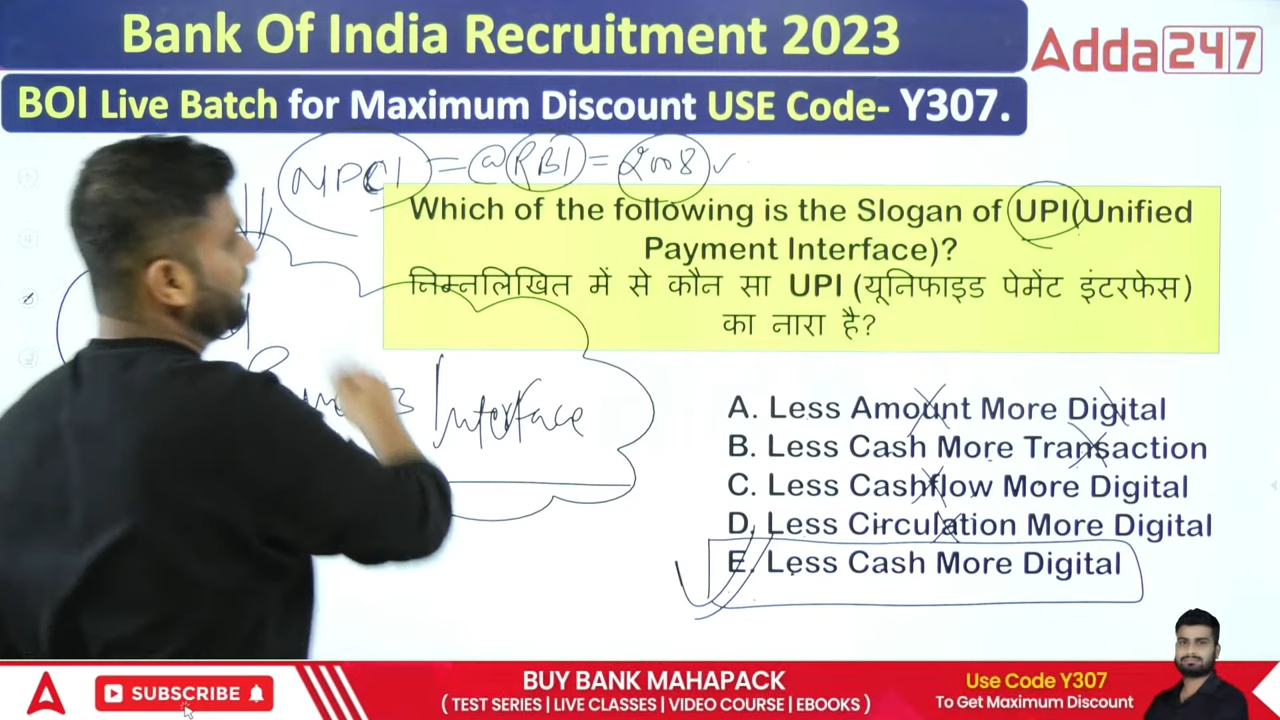 Bank Of India Recruitment 2023
Adda247
BOI Live Batch for Maximum Discount USE Code- Y307.
NPCI = @ RBI = 2008 ✓
Which of the following is the Slogan of UPI(Unified
Payment Interface)?
निम्नलिखित में से कौन सा UPI (यूनिफाइड पेमेंट इंटरफेस)
का नारा है?
Interface
A. Less Amount More Digital
B. Less Cash More Transaction
C. Less Cashflow More Digital
D. Less Circulation More Digital
E. Less Cash More Digital
SUBSCRIBE
BUY BANK MAHAPACK
( TEST SERIES | LIVE CLASSES | VIDEO COURSE | EBOOKS )
Use Code Y307
To Get Maximum Discount